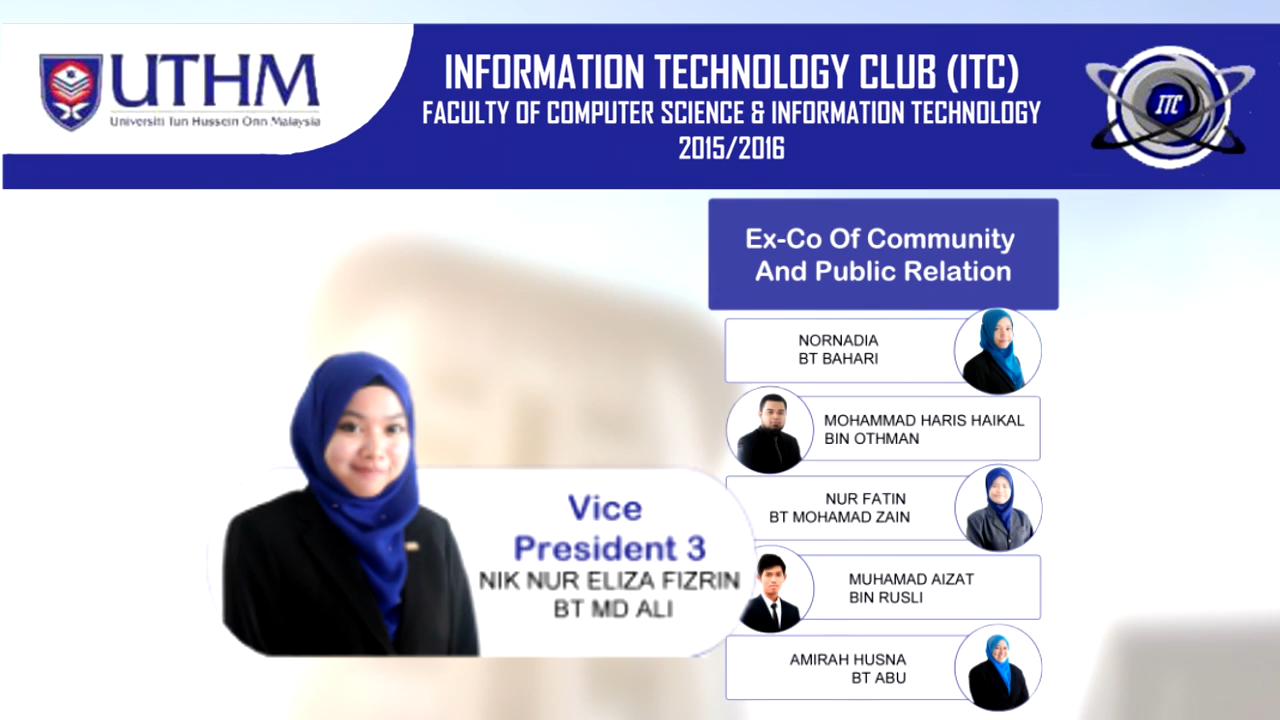 UTHM
Universiti Tun Hussein Onn Malaysia
INFORMATION TECHNOLOGY CLUB (ITC)
FACULTY OF COMPUTER SCIENCE & INFORMATION TECHNOLOGY
2015/2016
ITC
Ex-Co Of Community
And Public Relation
NORNADIA
BT BAHARI
MOHAMMAD HARIS HAIKAL
BIN OTHMAN
NUR FATIN
BT MOHAMAD ZAIN
MUHAMAD AIZAT
BIN RUSLI
AMIRAH HUSNA
BT ABU
Vice
President 3
NIK NUR ELIZA FIZRIN
BT MD ALI